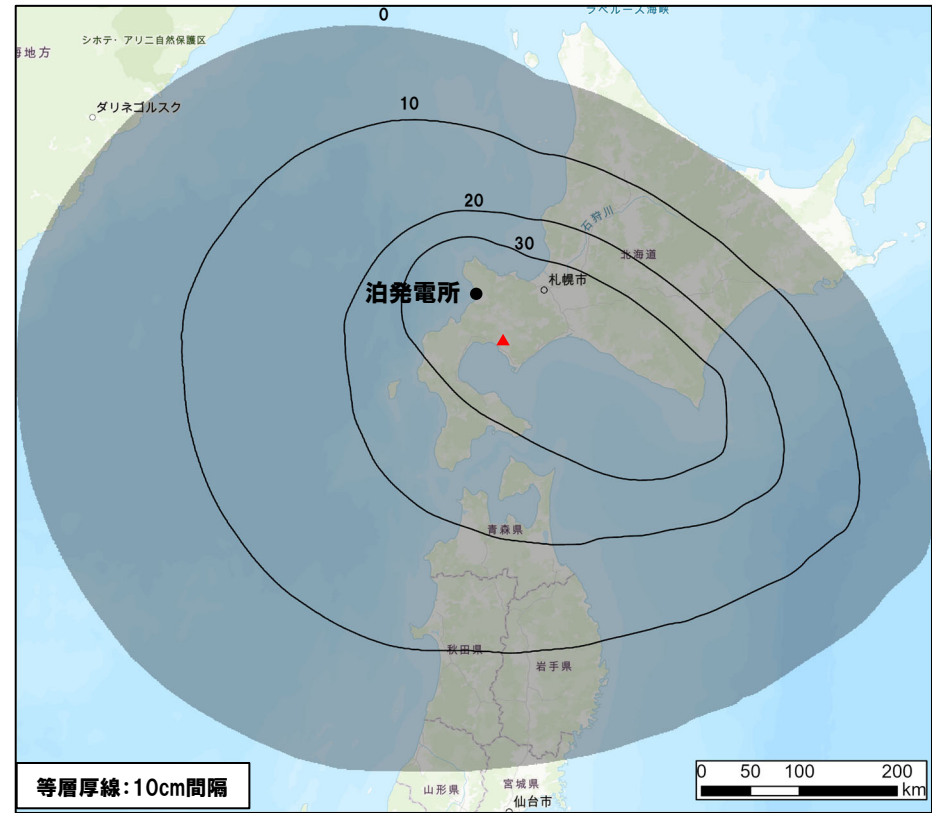 0
ラペルーズ海峡
シホテ・アリニ自然保護区
海地方
ダリネゴルスク
10
20
30
石狩川
北海道
札幌市
泊発電所
青森県
秋田県
岩手県
山形県
宮城県
仙台市
等層厚線:10cm間隔
0 50 100 200
km